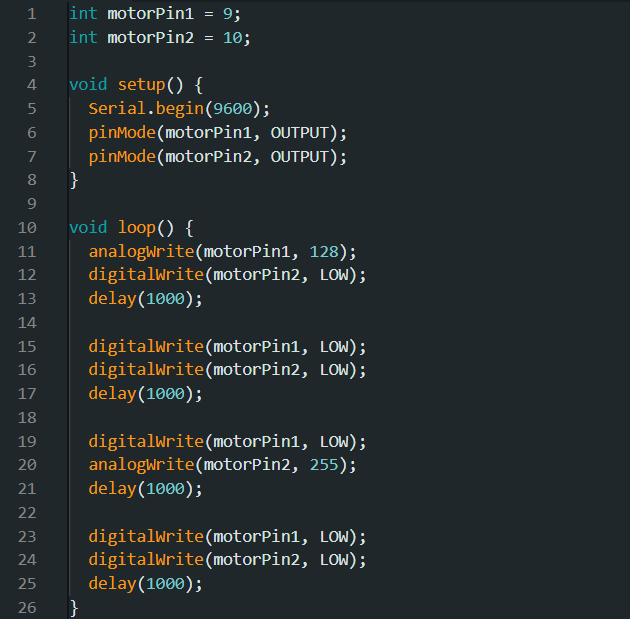 1 int motorPin1 = 9;
2 int motorPin2 = 10;
3
4 void setup() {
5   Serial.begin(9600);
6   pinMode(motorPin1, OUTPUT);
7   pinMode(motorPin2, OUTPUT);
8 }
9
10 void loop() {
11   analogWrite(motorPin1, 128);
12   digitalWrite(motorPin2, LOW);
13   delay(1000);
14
15   digitalWrite(motorPin1, LOW);
16   digitalWrite(motorPin2, LOW);
17   delay(1000);
18
19   digitalWrite(motorPin1, LOW);
20   analogWrite(motorPin2, 255);
21   delay(1000);
22
23   digitalWrite(motorPin1, LOW);
24   digitalWrite(motorPin2, LOW);
25   delay(1000);
26 }